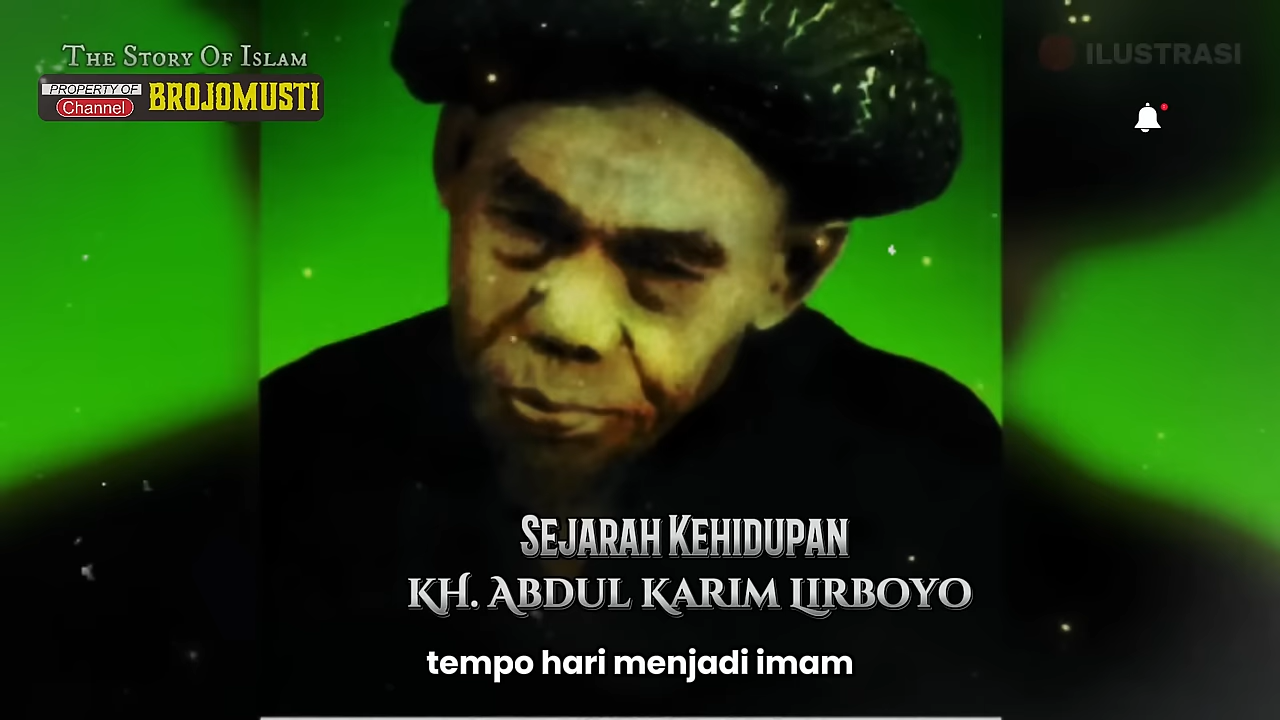 The Story Of Islam
PROPERTY OF
Channel
BROJOMUSTI
ILUSTRASI
Sejarah Kehidupan
KH. Abdul Karim Lirboyo
tempo hari menjadi imam